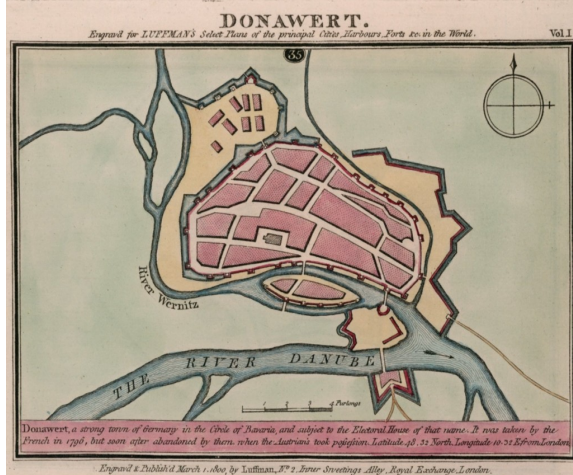 DONAWERT.
Engrav'd for LUFFMAN'S Select Plans of the principal Cities, Harbours, Forts &c. in the World.
Vol. I
35
River Wernitz
THE RIVER DANUBE
4 Furlongs
Donawert, a strong town of Germany in the Circle of Bavaria, and subject to the Electoral House of that name. It was taken by the
French in 1796, but soon after abandoned by them, when the Austrians took possession. Latitude 48.32 North, Longitude 10.32 E from London.
Engrav'd & Publish'd March 1. 1800 by Luffman, Nº 2, Inner Sweetings Alley, Royal Exchange London.